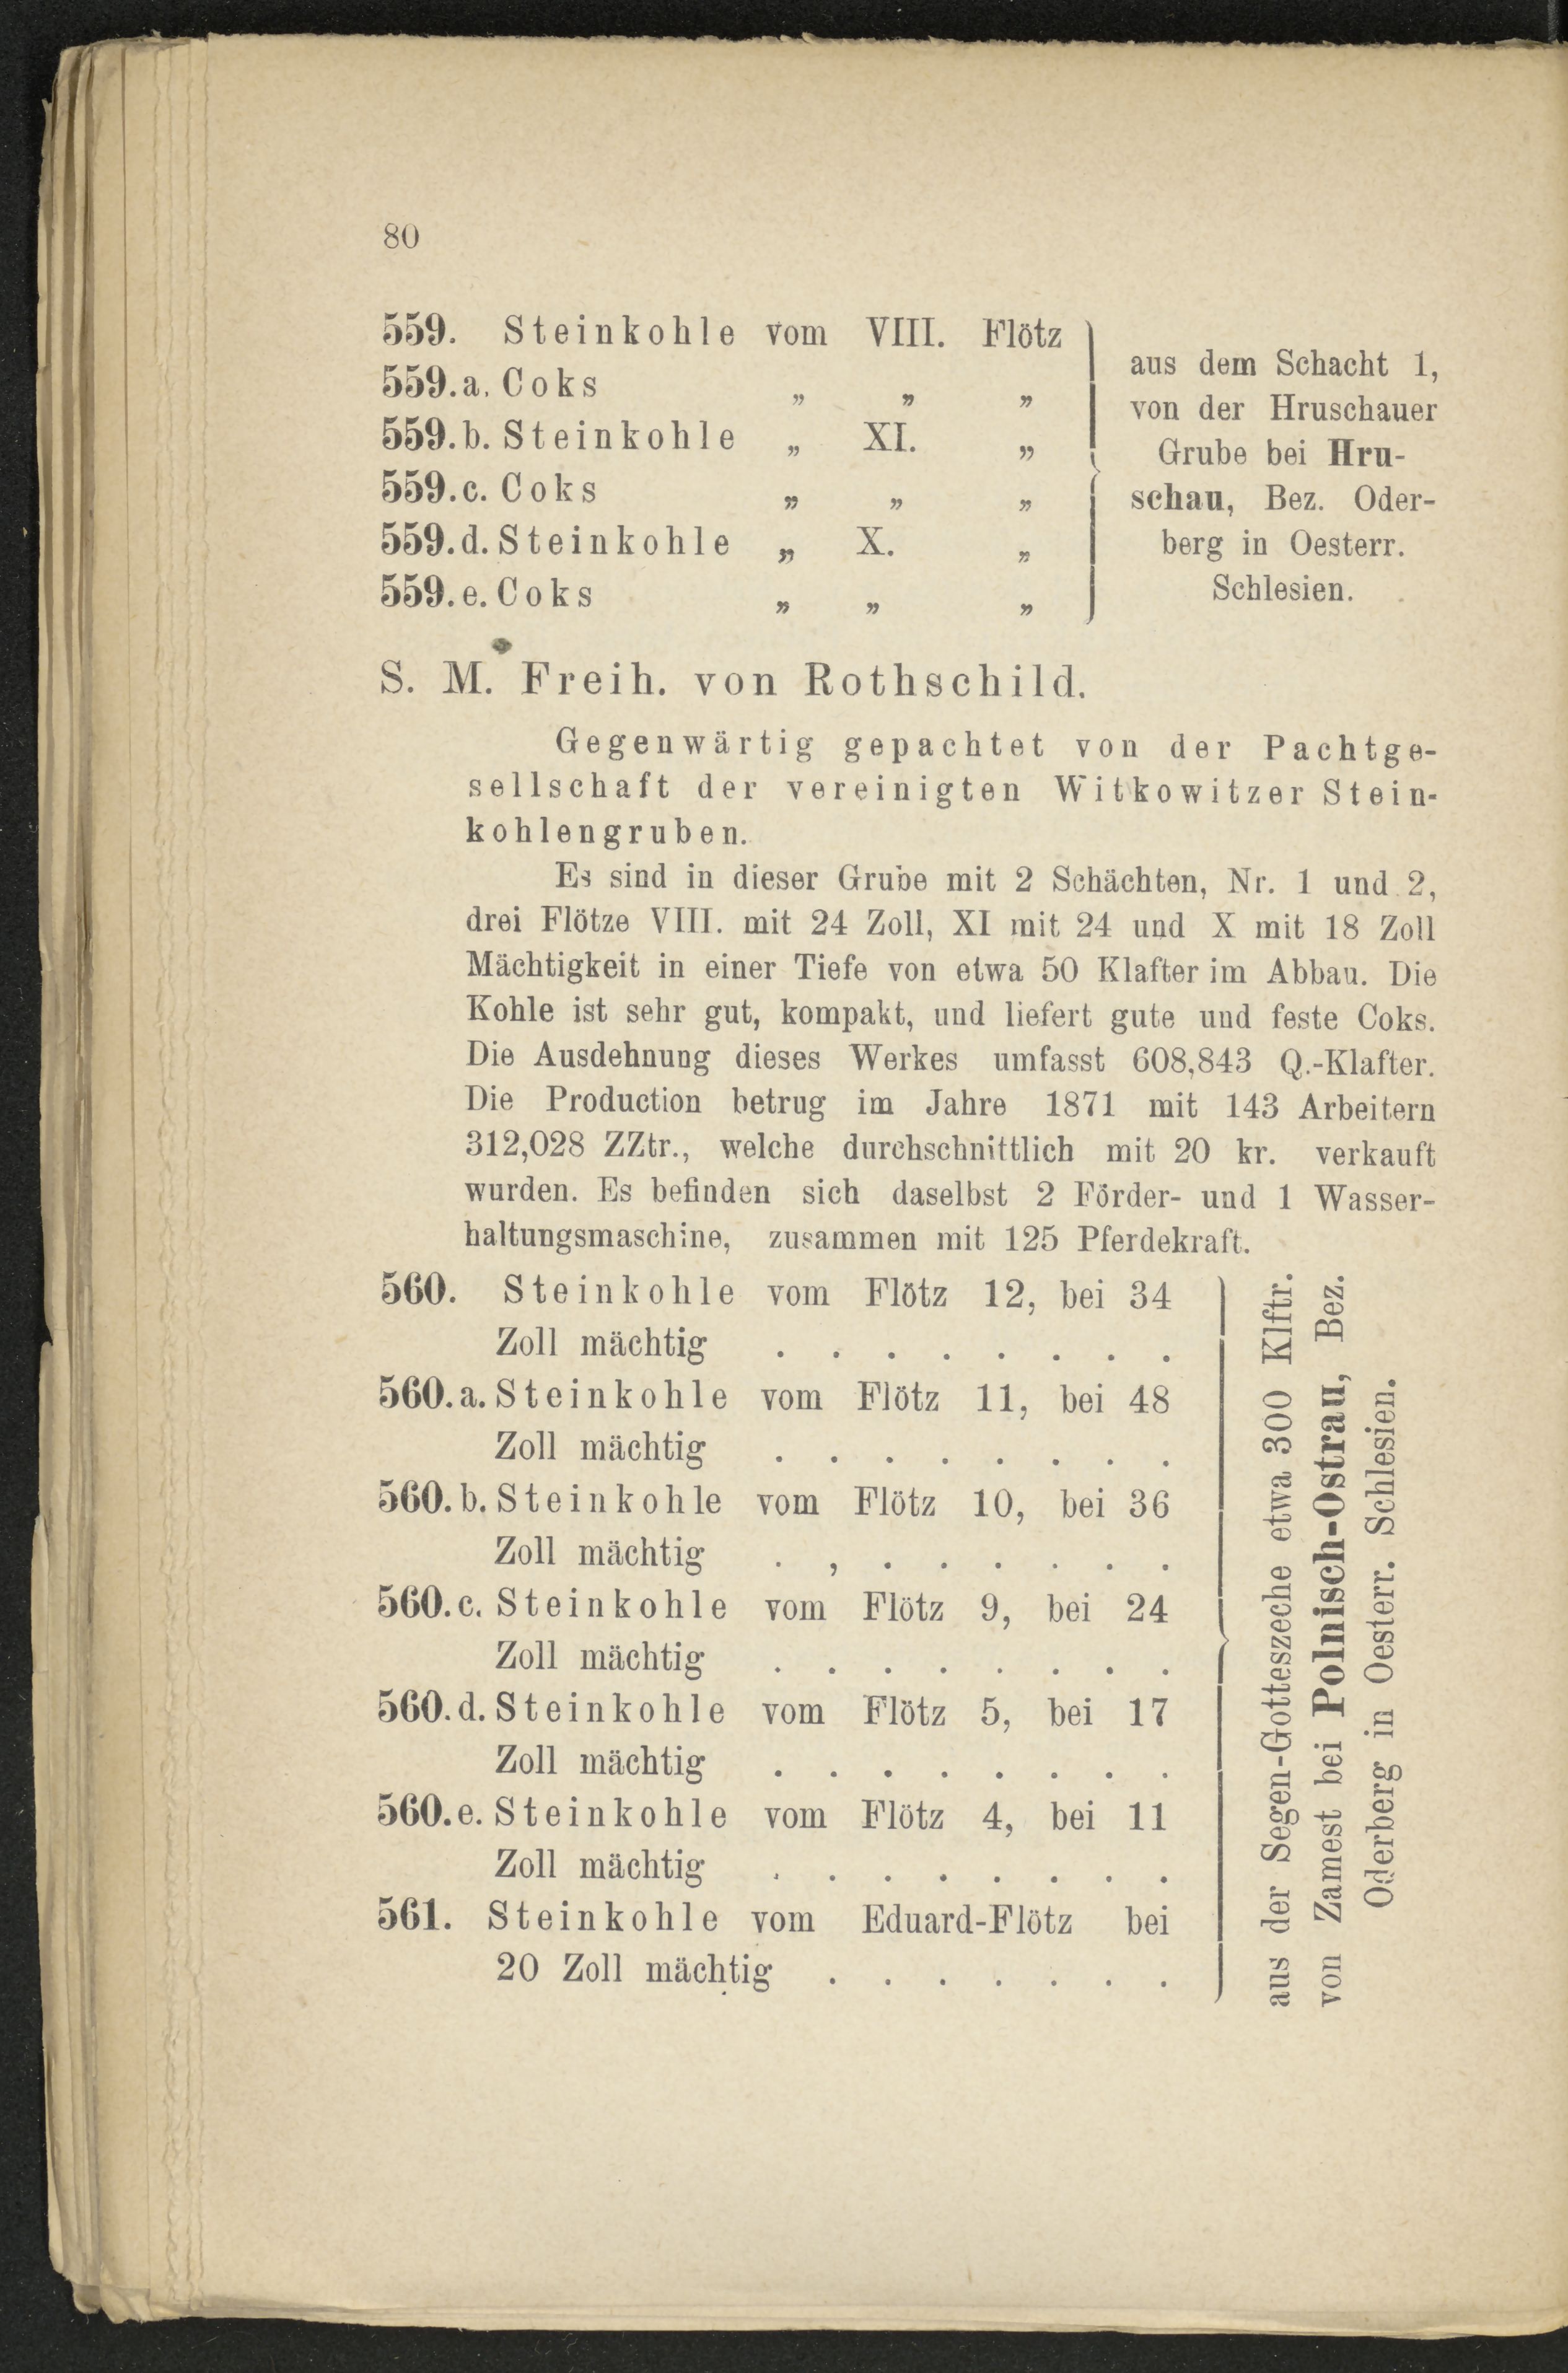 80
559. Steinkohle vom VIII. Flötz
559.a. Coks „ „ „
559.b. Steinkohle „ XI. „
559.c. Coks „ „ „
559.d. Steinkohle „ X. „
559.e. Coks „ „ „
aus dem Schacht 1,
von der Hruschauer
Grube bei Hru-
schau, Bez. Oder-
berg in Oesterr.
Schlesien.
S. M. Freih. von Rothschild.
Gegenwärtig gepachtet von der Pachtge-
sellschaft der vereinigten Witkowitzer Stein-
kohlengruben.
Es sind in dieser Grube mit 2 Schächten, Nr. 1 und 2,
drei Flötze VIII. mit 24 Zoll, XI mit 24 und X mit 18 Zoll
Mächtigkeit in einer Tiefe von etwa 50 Klafter im Abbau. Die
Kohle ist sehr gut, kompakt, und liefert gute und feste Coks.
Die Ausdehnung dieses Werkes umfasst 608,843 Q.-Klafter.
Die Production betrug im Jahre 1871 mit 143 Arbeitern
312,028 ZZtr., welche durchschnittlich mit 20 kr. verkauft
wurden. Es befinden sich daselbst 2 Förder- und 1 Wasser-
haltungsmaschine, zusammen mit 125 Pferdekraft.
560. Steinkohle vom Flötz 12, bei 34
Zoll mächtig . . . . . . . .
560.a. Steinkohle vom Flötz 11, bei 48
Zoll mächtig . . . . . . . .
560.b. Steinkohle vom Flötz 10, bei 36
Zoll mächtig . , . . . . . .
560.c. Steinkohle vom Flötz 9, bei 24
Zoll mächtig . . . . . . . .
560.d. Steinkohle vom Flötz 5, bei 17
Zoll mächtig . . . . . . . .
560.e. Steinkohle vom Flötz 4, bei 11
Zoll mächtig . . . . . . . .
561. Steinkohle vom Eduard-Flötz bei
20 Zoll mächtig . . . . . . .
aus der Segen-Gotteszeche etwa 300 Klftr.
von Zamest bei Polnisch-Ostrau, Bez.
Oderberg in Oesterr. Schlesien.